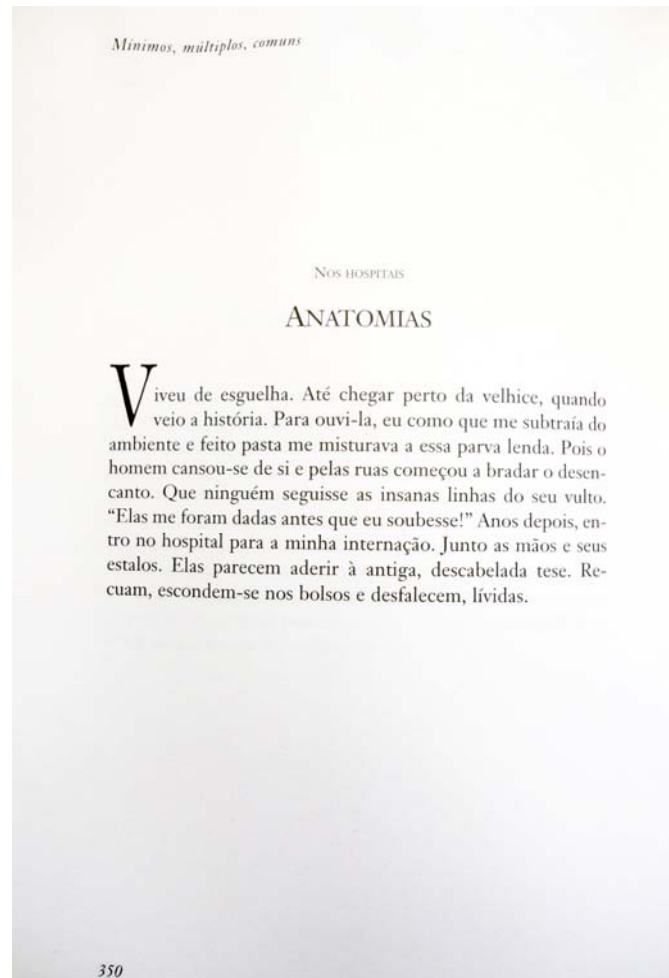 Mínimos, múltiplos, comuns
NOS HOSPITAIS
ANATOMIAS
Viveu de esguelha. Até chegar perto da velhice, quando
veio a história. Para ouvi-la, eu como que me subtraía do
ambiente e feito pasta me misturava a essa parva lenda. Pois o
homem cansou-se de si e pelas ruas começou a bradar o desen-
canto. Que ninguém seguisse as insanas linhas do seu vulto.
“Elas me foram dadas antes que eu soubesse!” Anos depois, en-
tro no hospital para a minha internação. Junto as mãos e seus
estalos. Elas parecem aderir à antiga, descabelada tese. Re-
cuam, escondem-se nos bolsos e desfalecem, lívidas.
350